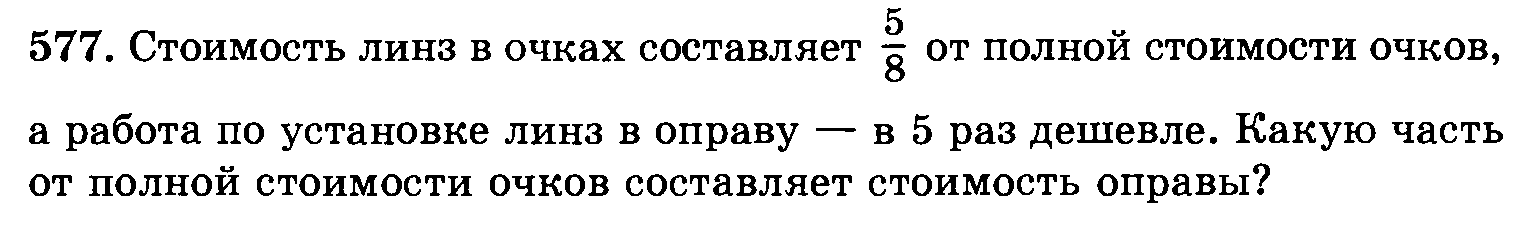 577. Стоимость линз в очках составляет 5/8 от полной стоимости очков,
а работа по установке линз в оправу — в 5 раз дешевле. Какую часть
от полной стоимости очков составляет стоимость оправы?